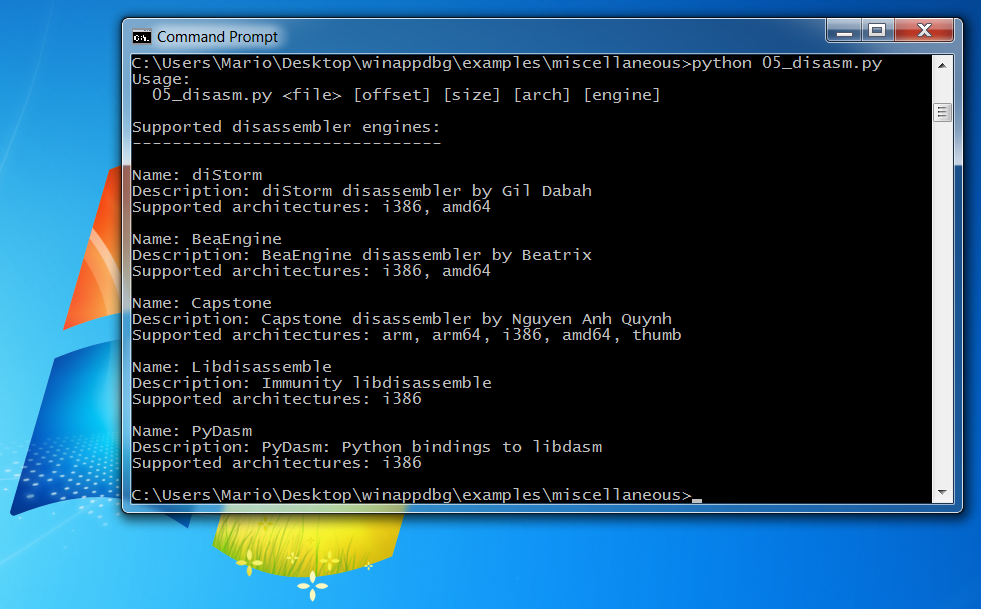 Command Prompt
C:\Users\Mario\Desktop\winappdbg\examples\miscellaneous>python 05_disasm.py
Usage:
  05_disasm.py <file> [offset] [size] [arch] [engine]
Supported disassembler engines:
-------------------------------
Name: diStorm
Description: diStorm disassembler by Gil Dabah
Supported architectures: i386, amd64
Name: BeaEngine
Description: BeaEngine disassembler by Beatrix
Supported architectures: i386, amd64
Name: Capstone
Description: Capstone disassembler by Nguyen Anh Quynh
Supported architectures: arm, arm64, i386, amd64, thumb
Name: Libdisassemble
Description: Immunity libdisassemble
Supported architectures: i386
Name: PyDasm
Description: PyDasm: Python bindings to libdasm
Supported architectures: i386
C:\Users\Mario\Desktop\winappdbg\examples\miscellaneous>_